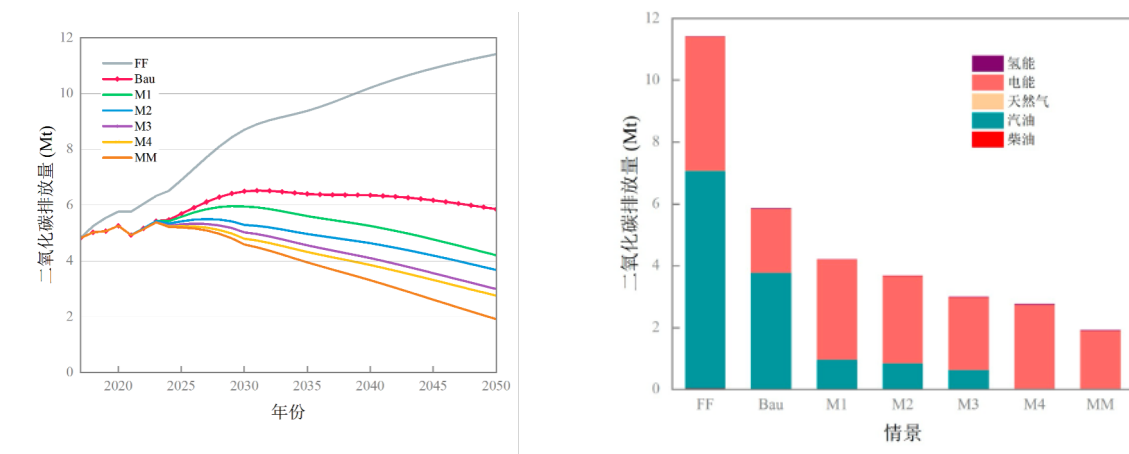 二氧化碳排放量 (Mt)
12
10
8
6
4
2
0
FF
Bau
M1
M2
M3
M4
MM
2020 2025 2030 2035 2040 2045 2050
年份
二氧化碳排放量 (Mt)
12
10
8
6
4
2
0
氢能
电能
天然气
汽油
柴油
FF Bau M1 M2 M3 M4 MM
情景